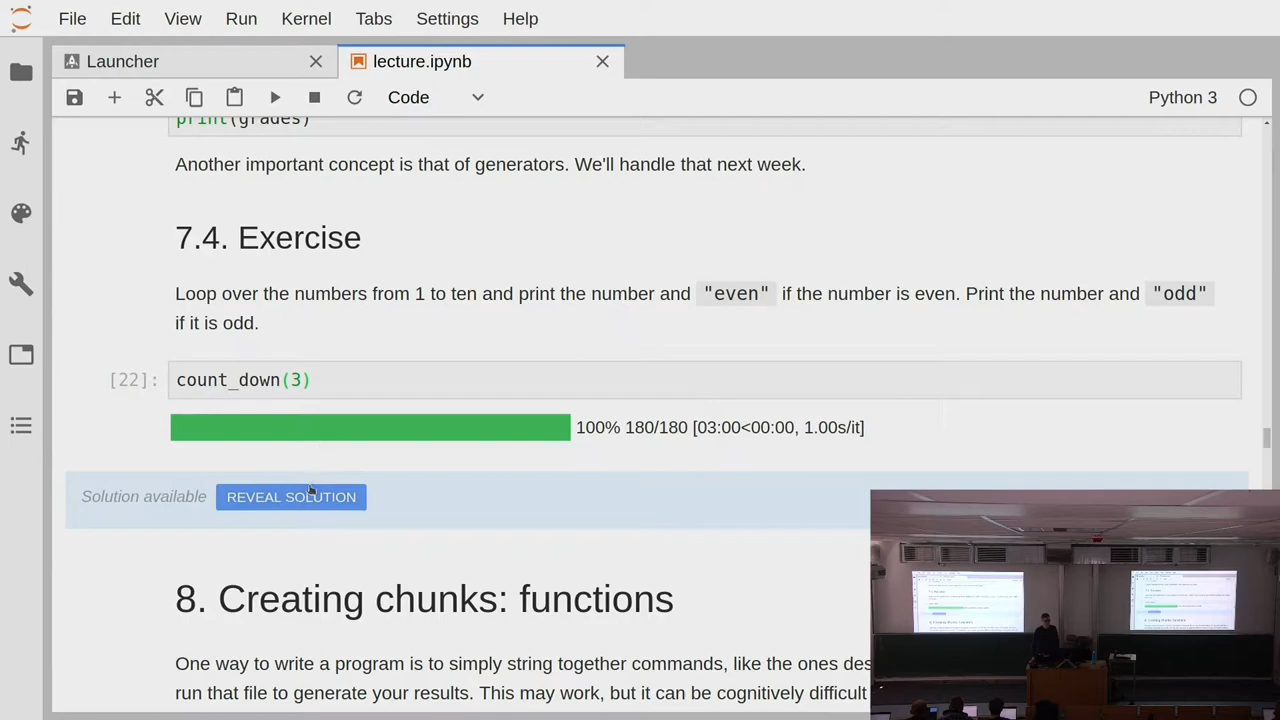 File Edit View Run Kernel Tabs Settings Help
Launcher
lecture.ipynb
Code
Python 3
print(grades)
Another important concept is that of generators. We'll handle that next week.
7.4. Exercise
Loop over the numbers from 1 to ten and print the number and "even" if the number is even. Print the number and "odd"
if it is odd.
[22]: count_down(3)
100% 180/180 [03:00<00:00, 1.00s/it]
Solution available REVEAL SOLUTION
8. Creating chunks: functions
One way to write a program is to simply string together commands, like the ones des
run that file to generate your results. This may work, but it can be cognitively difficult